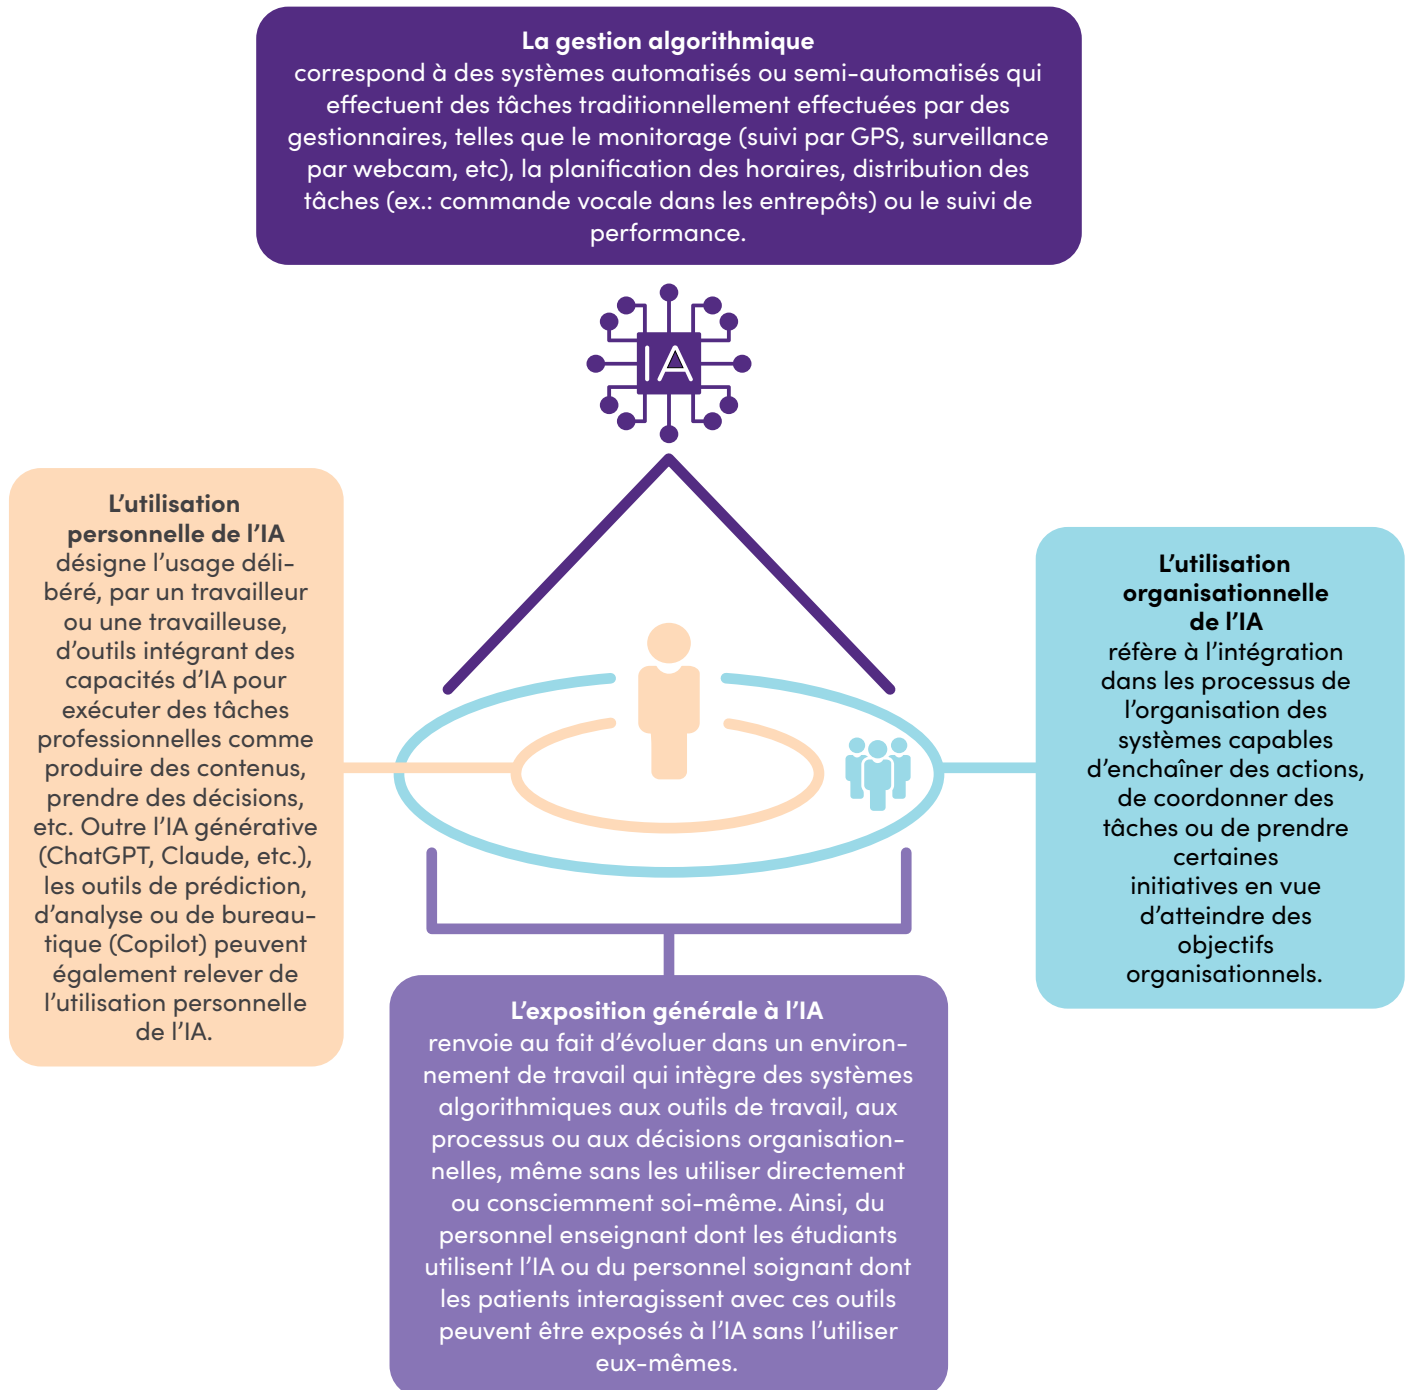 La gestion algorithmique
correspond à des systèmes automatisés ou semi-automatisés qui
effectuent des tâches traditionnellement effectuées par des
gestionnaires, telles que le monitorage (suivi par GPS, surveillance
par webcam, etc), la planification des horaires, distribution des
tâches (ex.: commande vocale dans les entrepôts) ou le suivi de
performance.
IA
L’utilisation
personnelle de l’IA
désigne l’usage déli-
béré, par un travailleur
ou une travailleuse,
d’outils intégrant des
capacités d’IA pour
exécuter des tâches
professionnelles comme
produire des contenus,
prendre des décisions,
etc. Outre l’IA générative
(ChatGPT, Claude, etc.),
les outils de prédiction,
d’analyse ou de bureau-
tique (Copilot) peuvent
également relever de
l’utilisation personnelle
de l’IA.
L’utilisation
organisationnelle
de l’IA
réfère à l’intégration
dans les processus de
l’organisation des
systèmes capables
d’enchaîner des actions,
de coordonner des
tâches ou de prendre
certaines
initiatives en vue
d’atteindre des
objectifs
organisationnels.
L’exposition générale à l’IA
renvoie au fait d’évoluer dans un environ-
nement de travail qui intègre des systèmes
algorithmiques aux outils de travail, aux
processus ou aux décisions organisation-
nelles, même sans les utiliser directement
ou consciemment soi-même. Ainsi, du
personnel enseignant dont les étudiants
utilisent l’IA ou du personnel soignant dont
les patients interagissent avec ces outils
peuvent être exposés à l’IA sans l’utiliser
eux-mêmes.